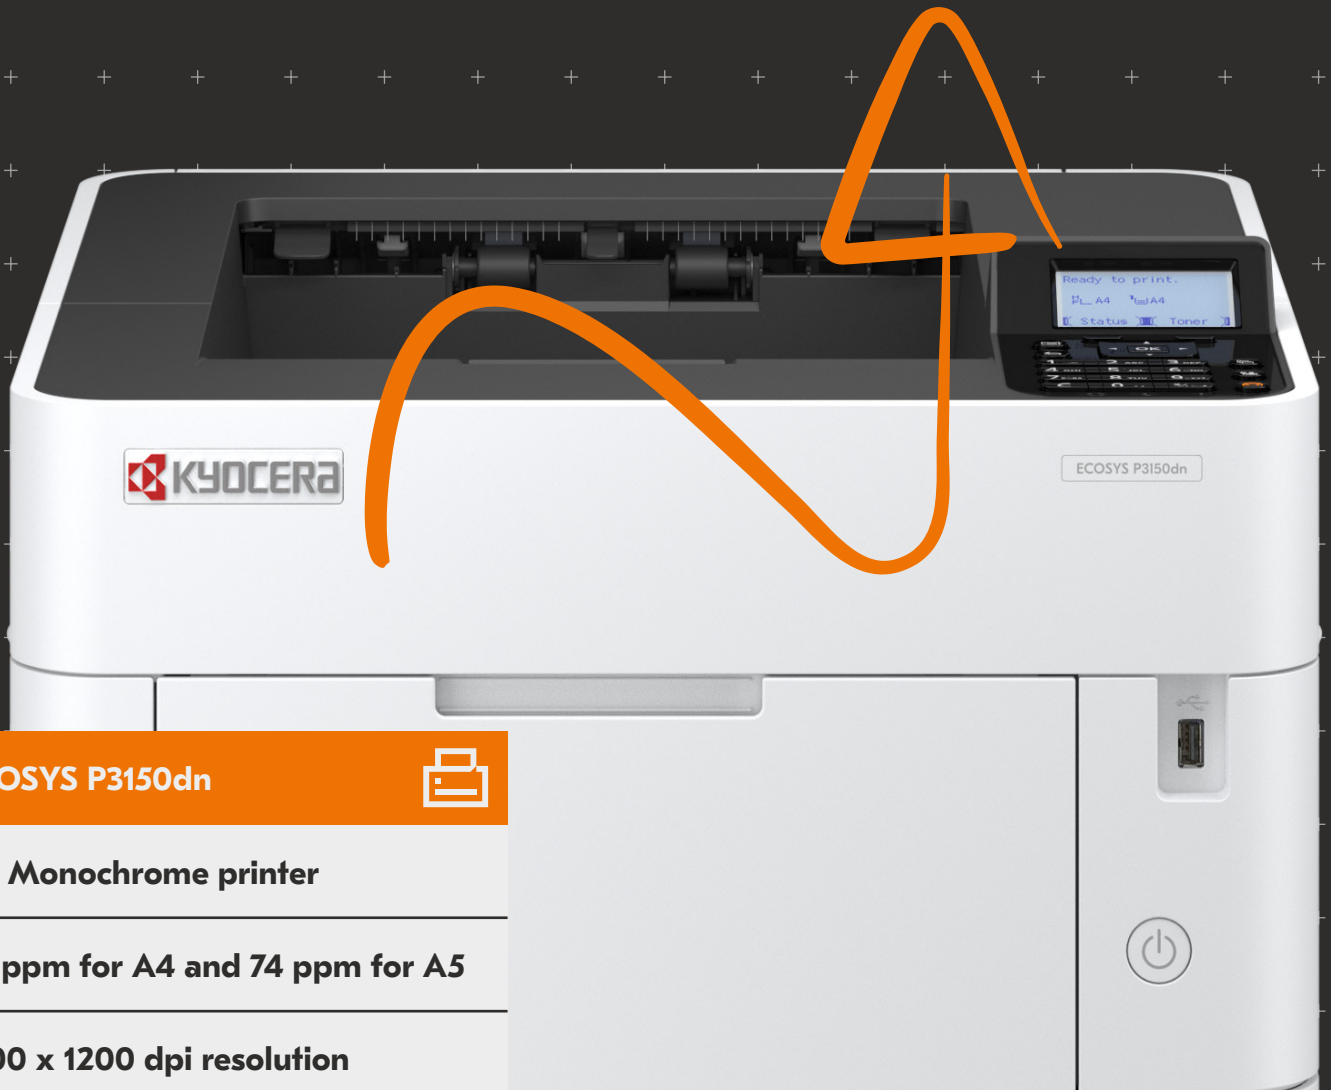 Ready to print.
A4 A4
Status Toner
OK
KYOCERA
ECOSYS P3150dn
OSYS P3150dn
Monochrome printer
ppm for A4 and 74 ppm for A5
00 x 1200 dpi resolution